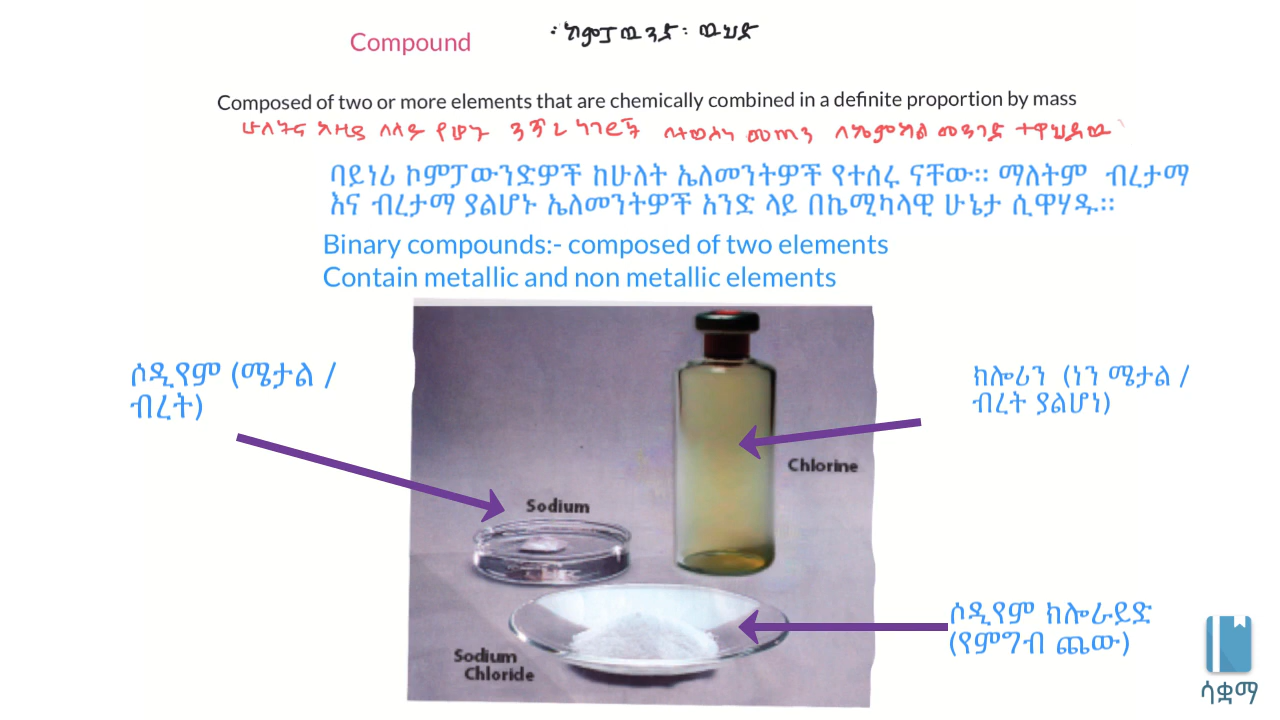 Compound
፡ ኮምፓውንድ፡ ውህድ
Composed of two or more elements that are chemically combined in a definite proportion by mass
ሁለትና ከዚያ በላይ የሆኑ ንጥረ ነገሮች በተወሰነ መጠን በኬምካል መንገድ ተዋህደው
ባይነሪ ኮምፓውንድዎች ከሁለት ኤለመንትዎች የተሰሩ ናቸው፡፡ ማለትም ብረታማ
እና ብረታማ ያልሆኑ ኤለመንትዎች አንድ ላይ በኬሚካላዊ ሁኔታ ሲዋሃዱ፡፡
Binary compounds:- composed of two elements
Contain metallic and non metallic elements
ሶዲየም (ሜታል /
ብረት)
ክሎሪን (ነን ሜታል /
ብረት ያልሆነ)
Chlorine
Sodium
ሶዲየም ክሎራይድ
(የምግብ ጨው)
Sodium
Chloride
ሳቋማ